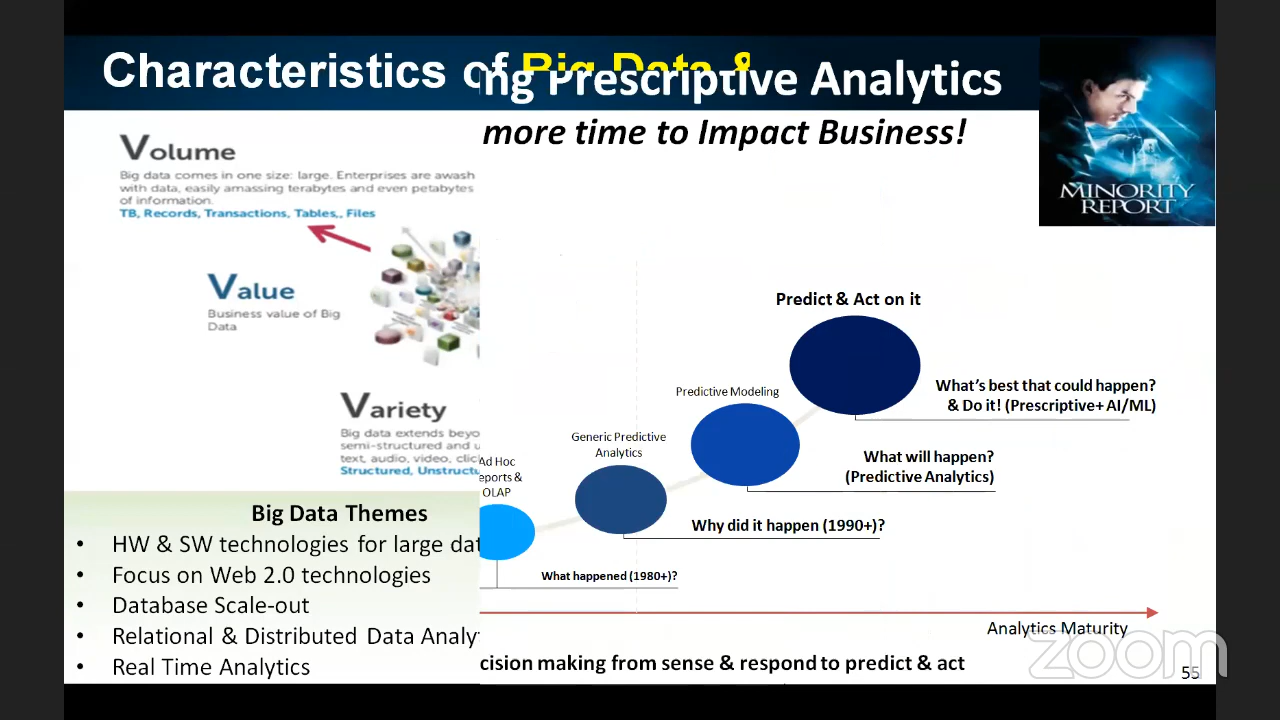 Characteristics of Big Data &
ng Prescriptive Analytics
more time to Impact Business!
MINORITY
REPORT
Volume
Big data comes in one size: large. Enterprises are awash
with data, easily amassing terabytes and even petabytes
of information.
TB, Records, Transactions, Tables,, Files
Value
Business value of Big
Data
Variety
Big data extends beyo
semi-structured and u
text, audio, video, clic
Structured, Unstructu
Big Data Themes
• HW & SW technologies for large dat
• Focus on Web 2.0 technologies
• Database Scale-out
• Relational & Distributed Data Analy
• Real Time Analytics
Predict & Act on it
What's best that could happen?
& Do it! (Prescriptive+ AI/ML)
Predictive Modeling
What will happen?
(Predictive Analytics)
Generic Predictive
Analytics
Why did it happen (1990+)?
Ad Hoc
eports &
OLAP
What happened (1980+)?
Analytics Maturity
cision making from sense & respond to predict & act
zoom
55